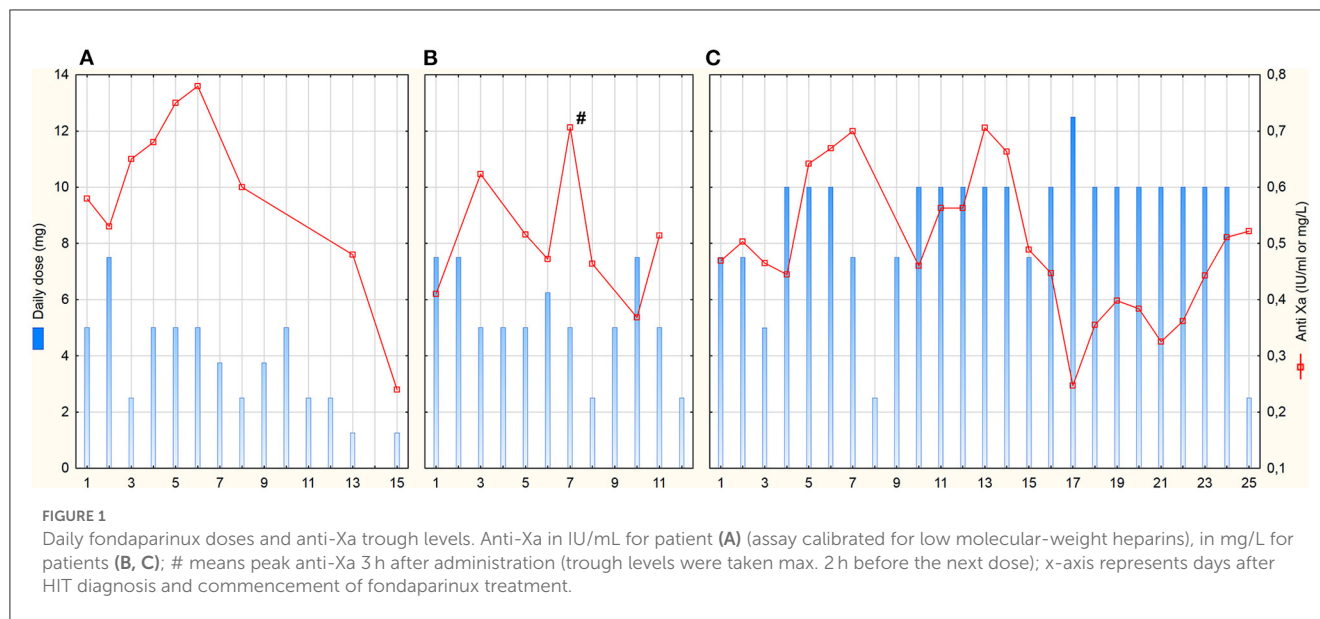 A
B
C
14
12
10
8
6
4
2
0
Daily dose (mg)
#
0,8
0,7
0,6
0,5
0,4
0,3
0,2
0,1
Anti Xa (IU/ml or mg/L)
1 3 5 7 9 11 13 15
1 3 5 7 9 11
1 3 5 7 9 11 13 15 17 19 21 23 25
FIGURE 1
Daily fondaparinux doses and anti-Xa trough levels. Anti-Xa in IU/mL for patient (A) (assay calibrated for low molecular-weight heparins), in mg/L for
patients (B, C); # means peak anti-Xa 3 h after administration (trough levels were taken max. 2 h before the next dose); x-axis represents days after
HIT diagnosis and commencement of fondaparinux treatment.